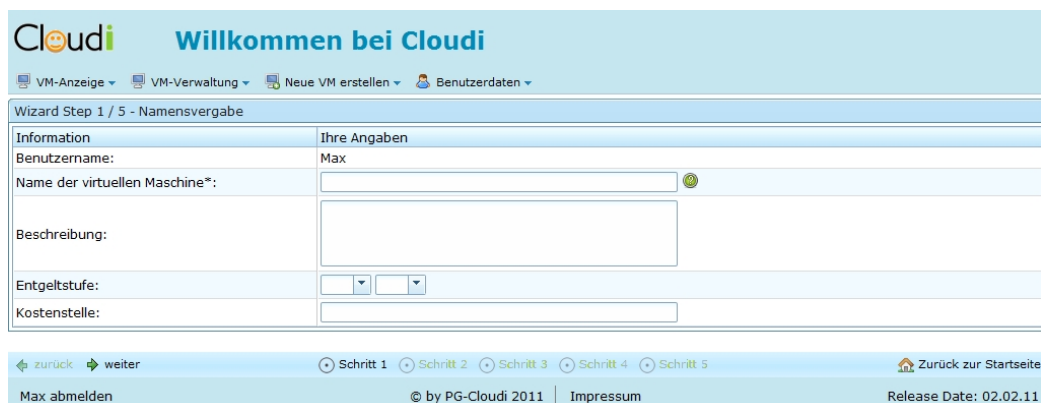 Cloudi Willkommen bei Cloudi
VM-Anzeige VM-Verwaltung Neue VM erstellen Benutzerdaten
Wizard Step 1 / 5 - Namensvergabe
Information Ihre Angaben
Benutzername: Max
Name der virtuellen Maschine*:
Beschreibung:
Entgeltstufe:
Kostenstelle:
zurück weiter Schritt 1 Schritt 2 Schritt 3 Schritt 4 Schritt 5 Zurück zur Startseite
Max abmelden © by PG-Cloudi 2011 Impressum Release Date: 02.02.11